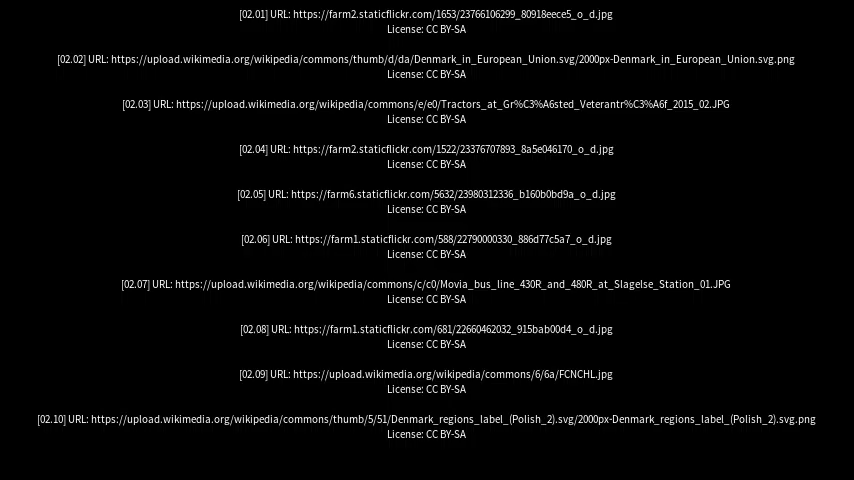 [02.01] URL: https://farm2.staticflickr.com/1653/23766106299_80918eece5_o_d.jpg
License: CC BY-SA
[02.02] URL: https://upload.wikimedia.org/wikipedia/commons/thumb/d/da/Denmark_in_European_Union.svg/2000px-Denmark_in_European_Union.svg.png
License: CC BY-SA
[02.03] URL: https://upload.wikimedia.org/wikipedia/commons/e/e0/Tractors_at_Gr%C3%A6sted_Veterantr%C3%A6f_2015_02.JPG
License: CC BY-SA
[02.04] URL: https://farm2.staticflickr.com/1522/23376707893_8a5e046170_o_d.jpg
License: CC BY-SA
[02.05] URL: https://farm6.staticflickr.com/5632/23980312336_b160b0bd9a_o_d.jpg
License: CC BY-SA
[02.06] URL: https://farm1.staticflickr.com/588/22790000330_886d77c5a7_o_d.jpg
License: CC BY-SA
[02.07] URL: https://upload.wikimedia.org/wikipedia/commons/c/c0/Movia_bus_line_430R_and_480R_at_Slagelse_Station_01.JPG
License: CC BY-SA
[02.08] URL: https://farm1.staticflickr.com/681/22660462032_915bab00d4_o_d.jpg
License: CC BY-SA
[02.09] URL: https://upload.wikimedia.org/wikipedia/commons/6/6a/FCNCHL.jpg
License: CC BY-SA
[02.10] URL: https://upload.wikimedia.org/wikipedia/commons/thumb/5/51/Denmark_regions_label_(Polish_2).svg/2000px-Denmark_regions_label_(Polish_2).svg.png
License: CC BY-SA